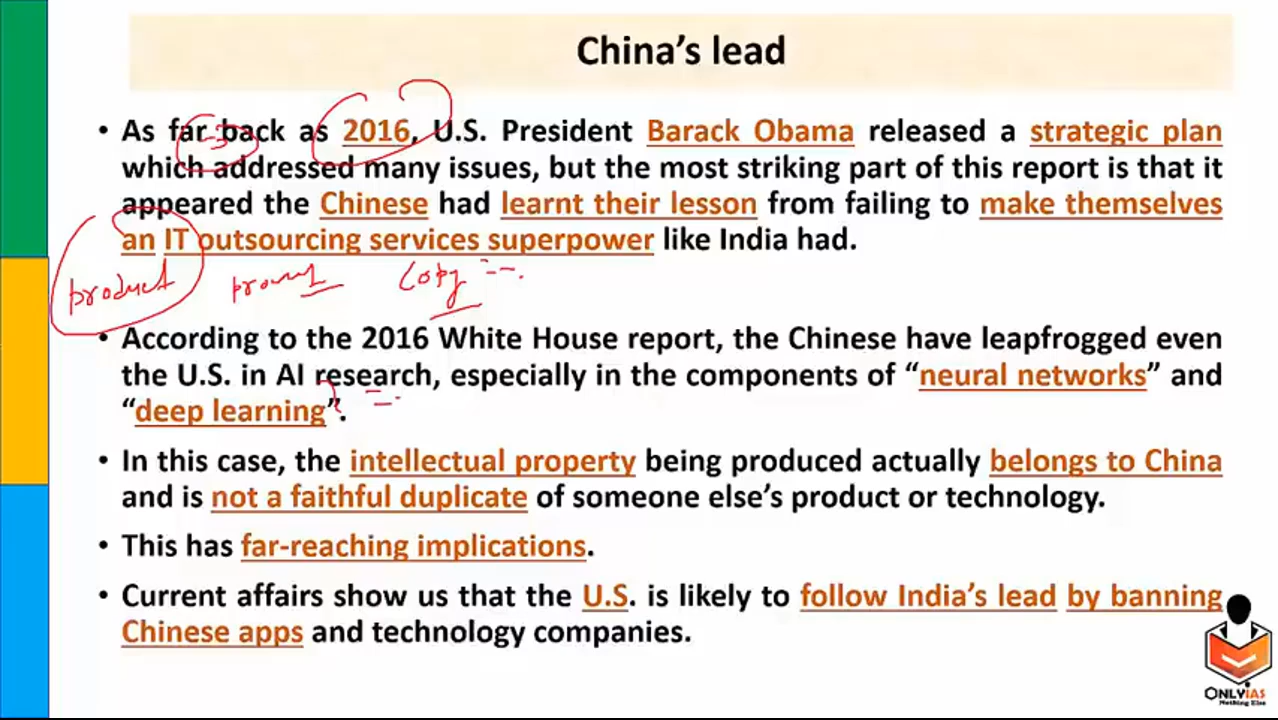 China's lead
• As far back as 2016, U.S. President Barack Obama released a strategic plan
which addressed many issues, but the most striking part of this report is that it
appeared the Chinese had learnt their lesson from failing to make themselves
an IT outsourcing services superpower like India had.
product Copy
• According to the 2016 White House report, the Chinese have leapfrogged even
the U.S. in AI research, especially in the components of “neural networks” and
“deep learning”.
• In this case, the intellectual property being produced actually belongs to China
and is not a faithful duplicate of someone else's product or technology.
• This has far-reaching implications.
• Current affairs show us that the U.S. is likely to follow India's lead by banning
Chinese apps and technology companies.
ONLYIAS
Nothing Else